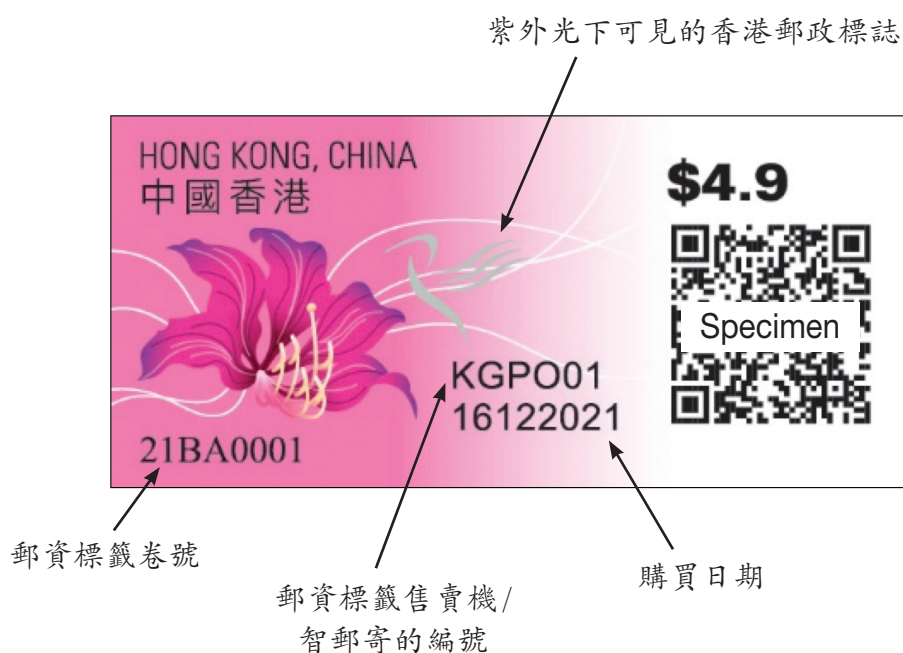 紫外光下可見的香港郵政標誌
HONG KONG, CHINA
中國香港
$4.9
Specimen
KGPO01
16122021
21BA0001
郵資標籤卷號
郵資標籤售賣機/
智郵寄的編號
購買日期